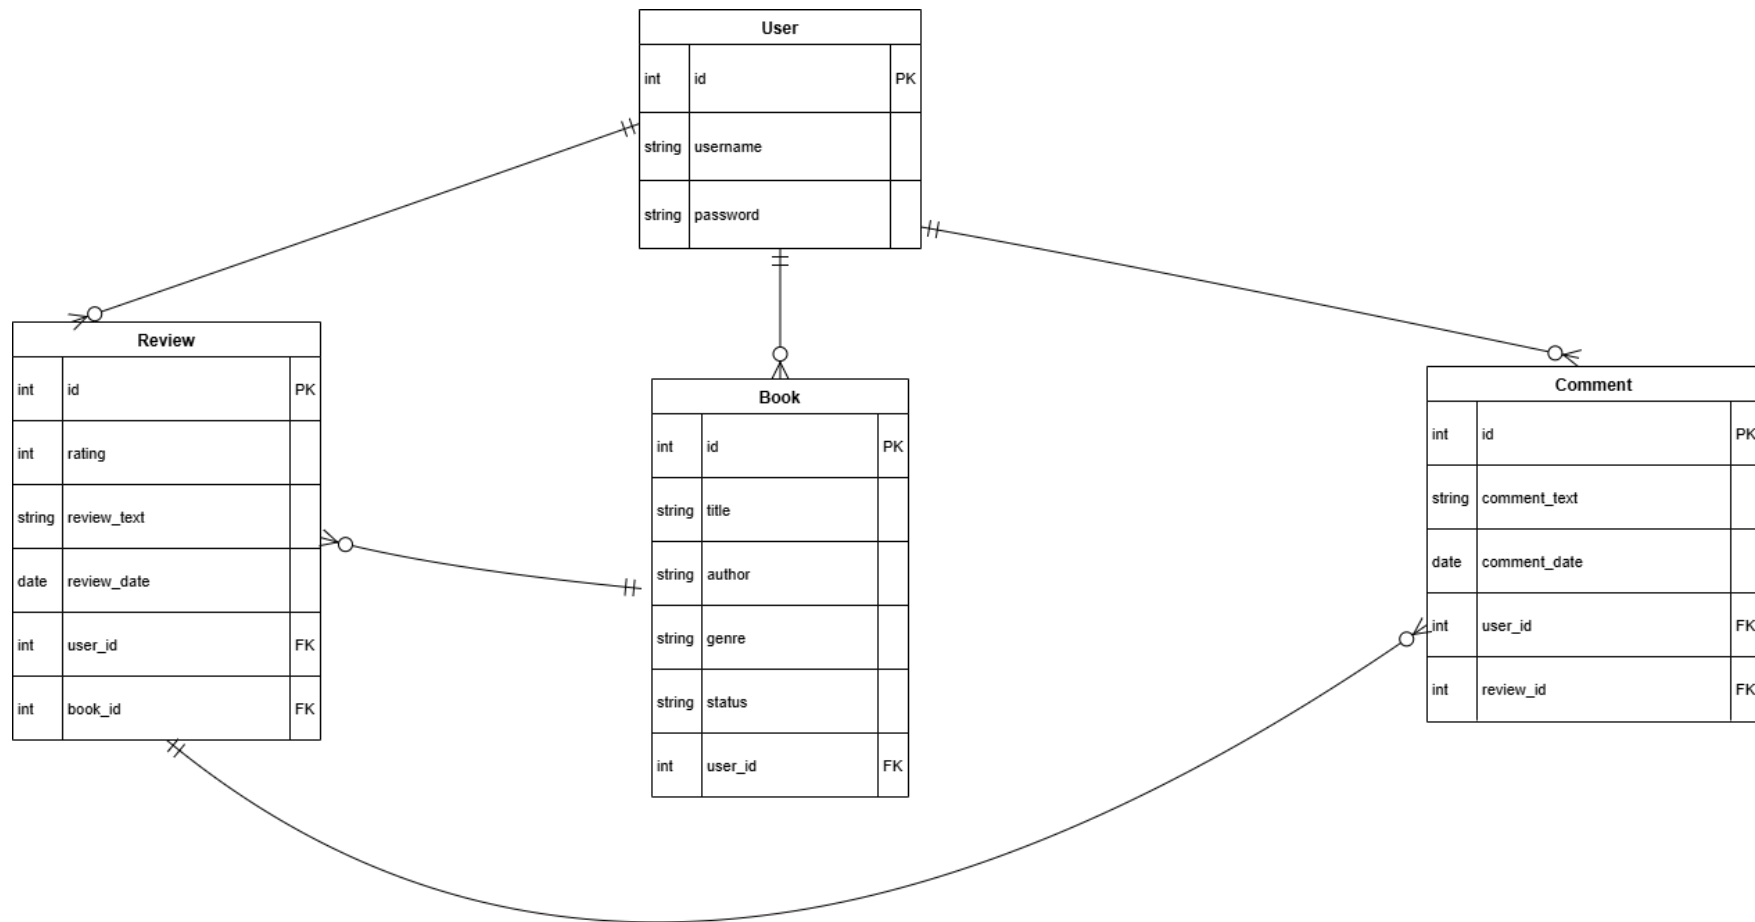 User
int id PK
string username
string password
Review
int id PK
int rating
string review_text
date review_date
int user_id FK
int book_id FK
Book
int id PK
string title
string author
string genre
string status
int user_id FK
Comment
int id PK
string comment_text
date comment_date
int user_id FK
int review_id FK